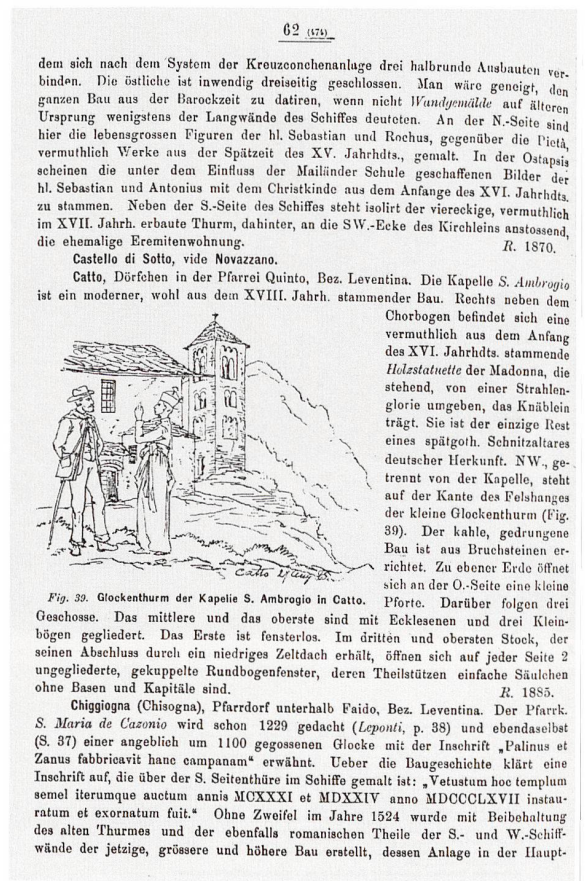 62 (474)
dem sich nach dem System der Kreuzconchenanlage drei halbrunde Ausbauten ver-
binden. Die östliche ist inwendig dreiseitig geschlossen. Man wäre geneigt, den
ganzen Bau aus der Barockzeit zu datiren, wenn nicht Wandgemälde auf älteren
Ursprung wenigstens der Langwände des Schiffes deuteten. An der N.-Seite sind
hier die lebensgrossen Figuren der hl. Sebastian und Rochus, gegenüber die Pietà,
vermuthlich Werke aus der Spätzeit des XV. Jahrhdts., gemalt. In der Ostapsis
scheinen die unter dem Einfluss der Mailänder Schule geschaffenen Bilder der
hl. Sebastian und Antonius mit dem Christkinde aus dem Anfange des XVI. Jahrhdts.
zu stammen. Neben der S.-Seite des Schiffes steht isolirt der viereckige, vermuthlich
im XVII. Jahrh. erbaute Thurm, dahinter, an die SW.-Ecke des Kirchleins anstossend,
die ehemalige Eremitenwohnung. R. 1870.
Castello di Sotto, vide Novazzano.
Catto, Dörfchen in der Pfarrei Quinto, Bez. Leventina. Die Kapelle S. Ambrogio
ist ein moderner, wohl aus dem XVIII. Jahrh. stammender Bau. Rechts neben dem
Chorbogen befindet sich eine
vermuthlich aus dem Anfang
des XVI. Jahrhdts. stammende
Holzstatuette der Madonna, die
stehend, von einer Strahlen-
glorie umgeben, das Knäblein
trägt. Sie ist der einzige Rest
eines spätgoth. Schnitzaltares
deutscher Herkunft. NW., ge-
trennt von der Kapelle, steht
auf der Kante des Felshanges
der kleine Glockenthurm (Fig.
39). Der kahle, gedrungene
Bau ist aus Bruchsteinen er-
richtet. Zu ebener Erde öffnet
sich an der O.-Seite eine kleine
Pforte. Darüber folgen drei
Catto 27 Aug 85.
Fig. 39. Glockenthurm der Kapelle S. Ambrogio in Catto.
Geschosse. Das mittlere und das oberste sind mit Ecklesenen und drei Klein-
bögen gegliedert. Das Erste ist fensterlos. Im dritten und obersten Stock, der
seinen Abschluss durch ein niedriges Zeltdach erhält, öffnen sich auf jeder Seite 2
ungegliederte, gekuppelte Rundbogenfenster, deren Theilstützen einfache Säulchen
ohne Basen und Kapitäle sind. R. 1885.
Chiggiogna (Chisogna), Pfarrdorf unterhalb Faido, Bez. Leventina. Der Pfarrk.
S. Maria de Cazonio wird schon 1229 gedacht (Leponti, p. 38) und ebendaselbst
(S. 37) einer angeblich um 1100 gegossenen Glocke mit der Inschrift „Palinus et
Zanus fabbricavit hanc campanam“ erwähnt. Ueber die Baugeschichte klärt eine
Inschrift auf, die über der S. Seitenthüre im Schiffe gemalt ist: „Vetustum hoc templum
semel iterumque auctum annis MCXXXI et MDXXIV anno MDCCCLXVII instau-
ratum et exornatum fuit.“ Ohne Zweifel im Jahre 1524 wurde mit Beibehaltung
des alten Thurmes und der ebenfalls romanischen Theile der S.- und W.-Schiff-
wände der jetzige, grössere und höhere Bau erstellt, dessen Anlage in der Haupt-